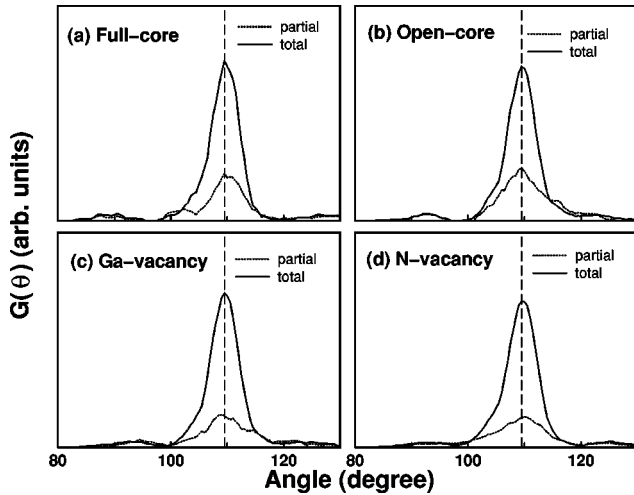 (a) Full-core
partial
total
(b) Open-core
partial
total
(c) Ga-vacancy
partial
total
(d) N-vacancy
partial
total
G(θ) (arb. units)
80 100 120 80 100 120
Angle (degree)